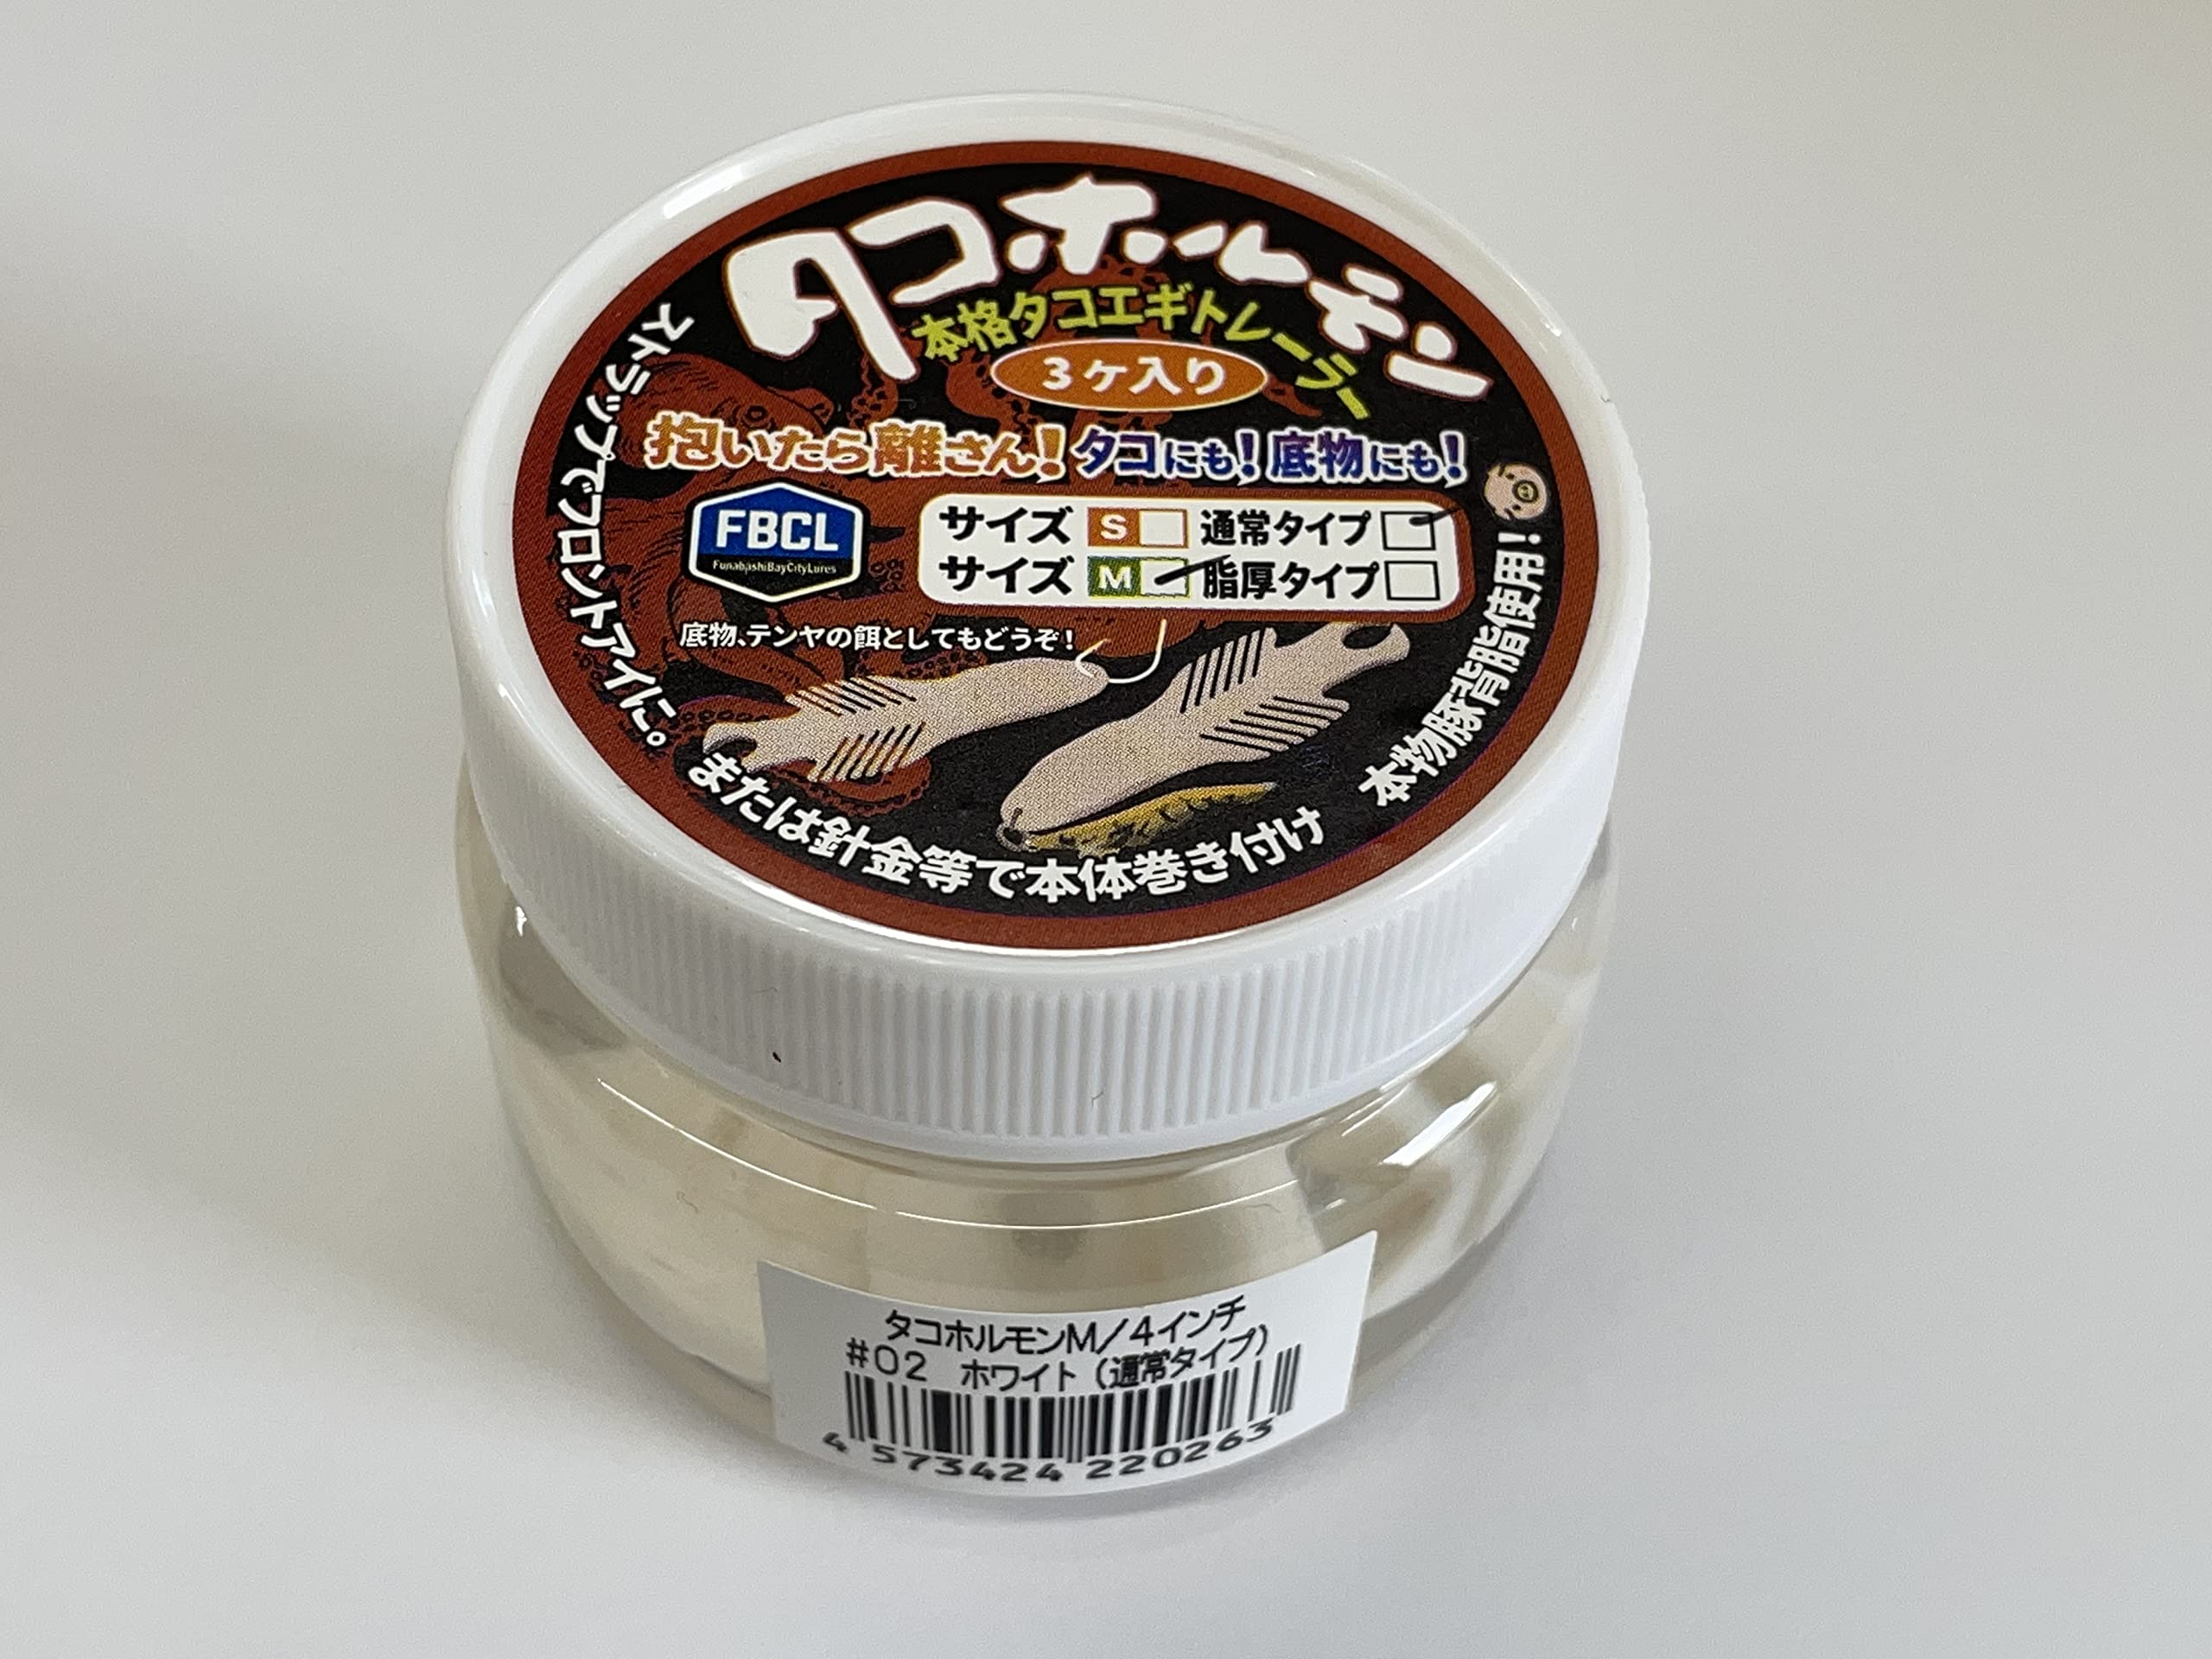 タコホルモン
本格タコエギトレーラー
3ヶ入り
抱いたら離さん！タコにも！底物にも！
FBCL
FunabashiBayCityLures
サイズ S 通常タイプ
サイズ M 脂厚タイプ
底物、テンヤの餌としてもどうぞ！
ストラップでフロントアイに。
または針金等で本体巻き付け
本物豚背脂使用！
タコホルモンM／4インチ
#02 ホワイト（通常タイプ）
4 573424 220263